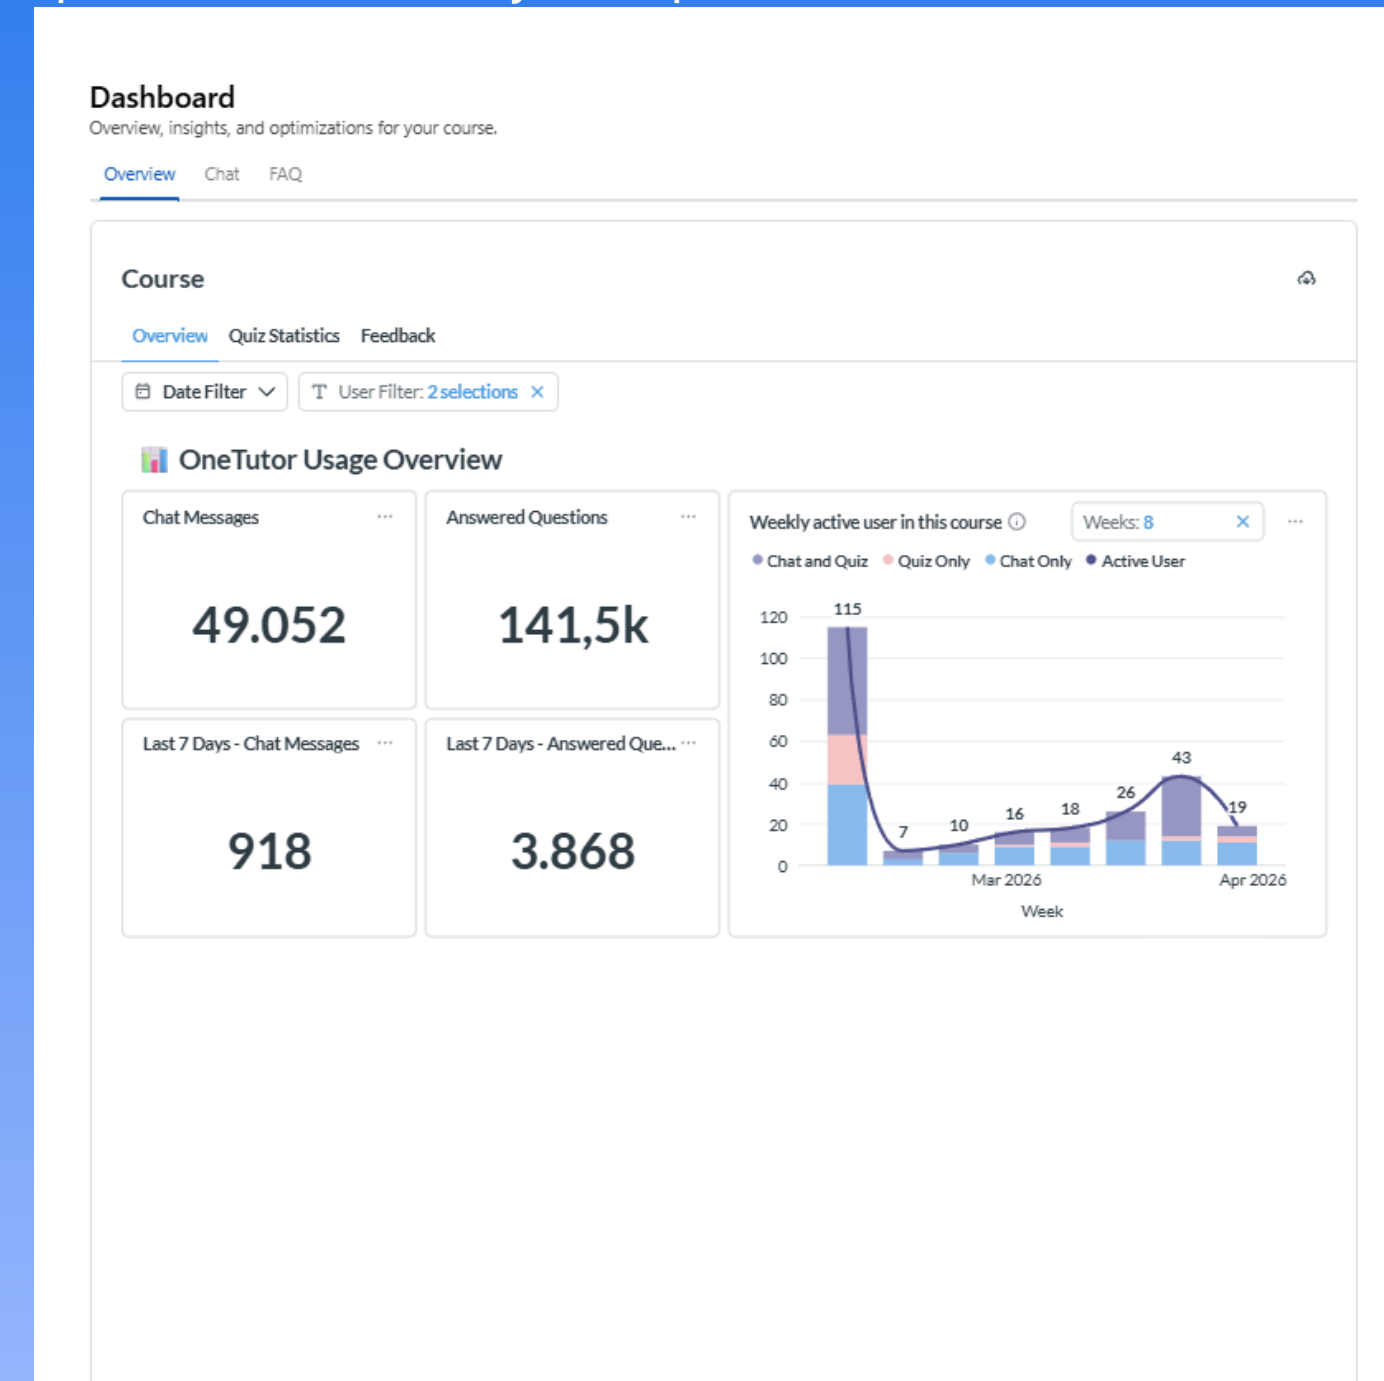 Dashboard
Overview, insights, and optimizations for your course.
Overview Chat FAQ
Course
Overview Quiz Statistics Feedback
Date Filter User Filter: 2 selections
OneTutor Usage Overview
Chat Messages
49.052
Answered Questions
141,5k
Last 7 Days - Chat Messages
918
Last 7 Days - Answered Que...
3.868
Weekly active user in this course Weeks: 8
Chat and Quiz Quiz Only Chat Only Active User
120
100
80
60
40
20
0
115
7
10
16
18
26
43
19
Mar 2026 Apr 2026
Week